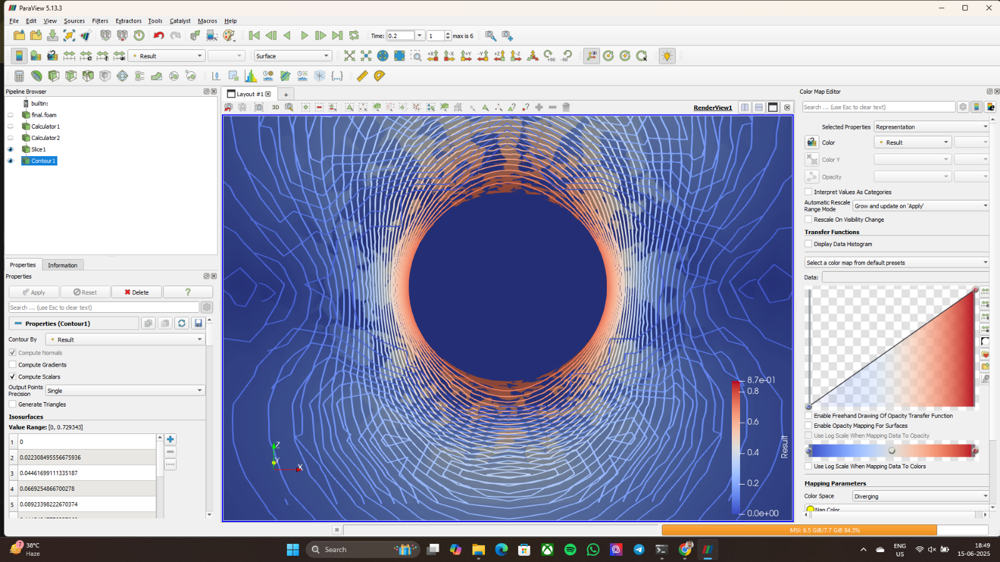 ParaView 5.13.3
File Edit View Sources Filters Extractors Tools Catalyst Macros Help
Time: 0.2 1 max is 6
Result Surface +X -X +Y -Y +Z -Z +90 -90
Pipeline Browser
builtin:
final.foam
Calculator1
Calculator2
Slice1
Contour1
Properties Information
Properties
Apply Reset Delete ?
Search ... (use Esc to clear text)
Properties (Contour1)
Contour By Result
Compute Normals
Compute Gradients
Compute Scalars
Output Points Precision Single
Generate Triangles
Isosurfaces
Value Range: [0, 0.729343]
1 0
2 0.022308495556675936
3 0.04461699111335187
4 0.0669254866700278
5 0.08923398222670374
Layout #1 +
3D RenderView1
8.7e-01
0.8
0.6
0.4
0.2
0.0e+00
Result
Z
Y
X
Color Map Editor
Search ... (use Esc to clear text)
Selected Properties Representation
Color Result
Color Y
Opacity
Interpret Values As Categories
Automatic Rescale Range Mode Grow and update on 'Apply'
Rescale On Visibility Change
Transfer Functions
Display Data Histogram
Select a color map from default presets
Data:
Enable Freehand Drawing Of Opacity Transfer Function
Enable Opacity Mapping For Surfaces
Use Log Scale When Mapping Data To Opacity
Use Log Scale When Mapping Data To Colors
Mapping Parameters
Color Space Diverging
Nan Color
MSI: 6.5 GiB/7.7 GiB 84.3%
7
38°C
Haze
Search
ENG
US
18:49
15-06-2025